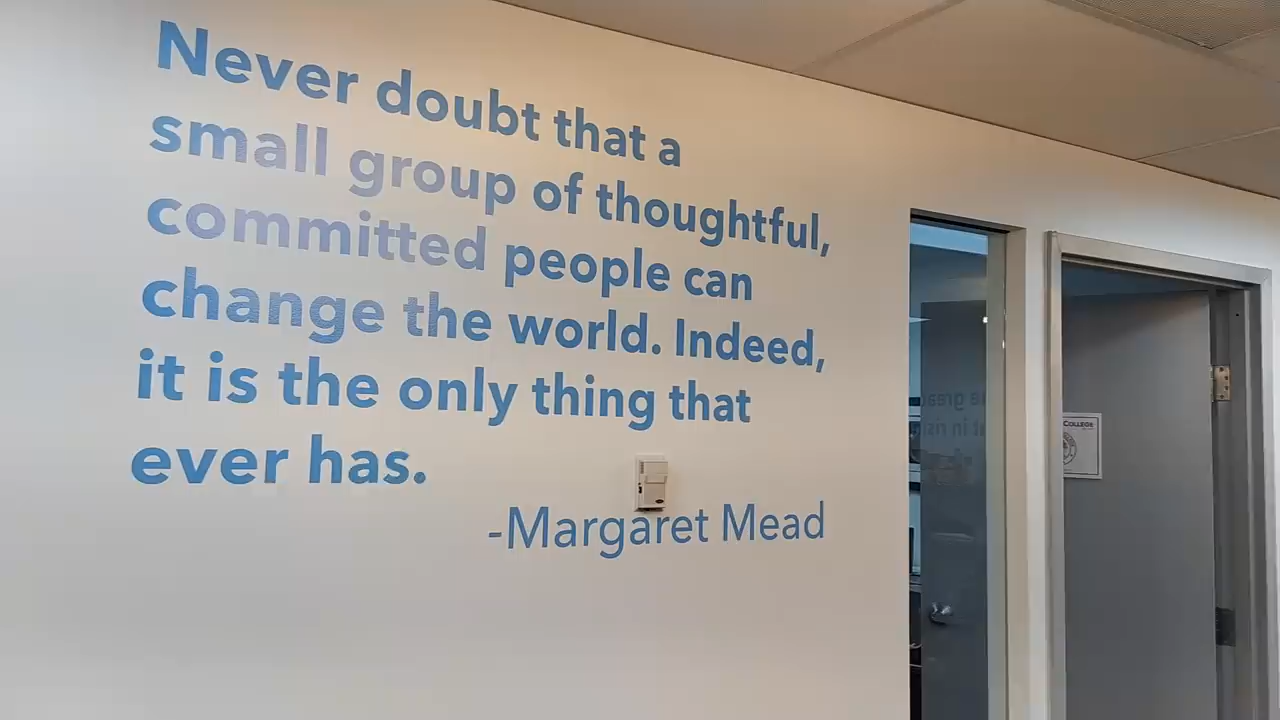 Never doubt that a
small group of thoughtful,
committed people can
change the world. Indeed,
it is the only thing that
ever has.
-Margaret Mead
COLLEGE